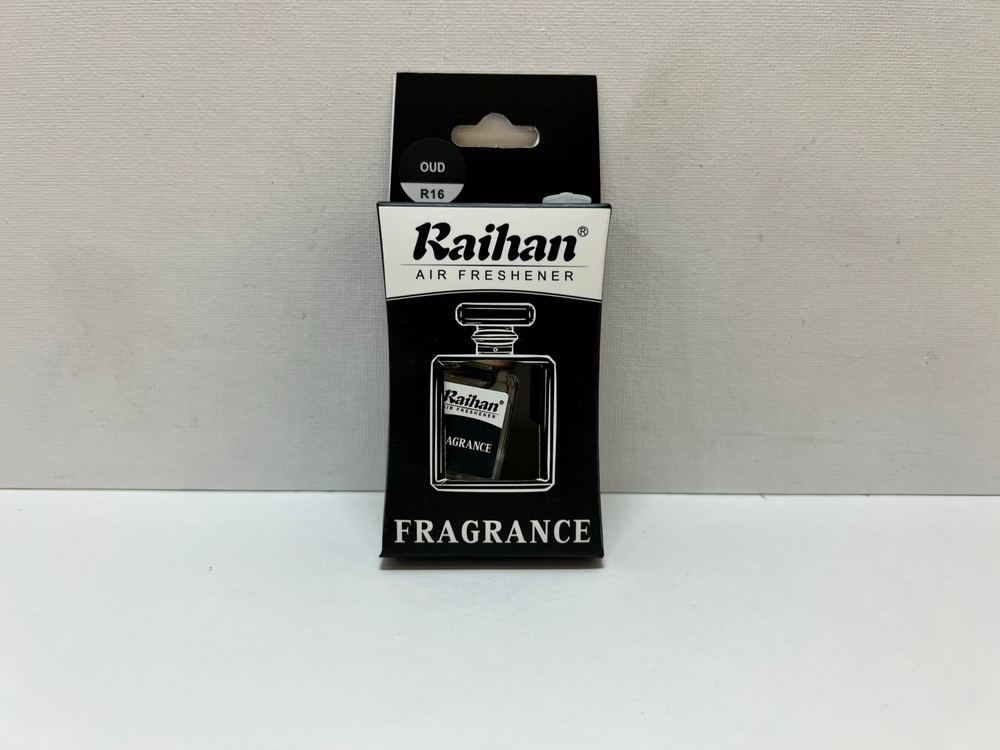 OUD
R16
Raihan®
AIR FRESHENER
Raihan®
AIR FRESHENER
AGRANCE
FRAGRANCE